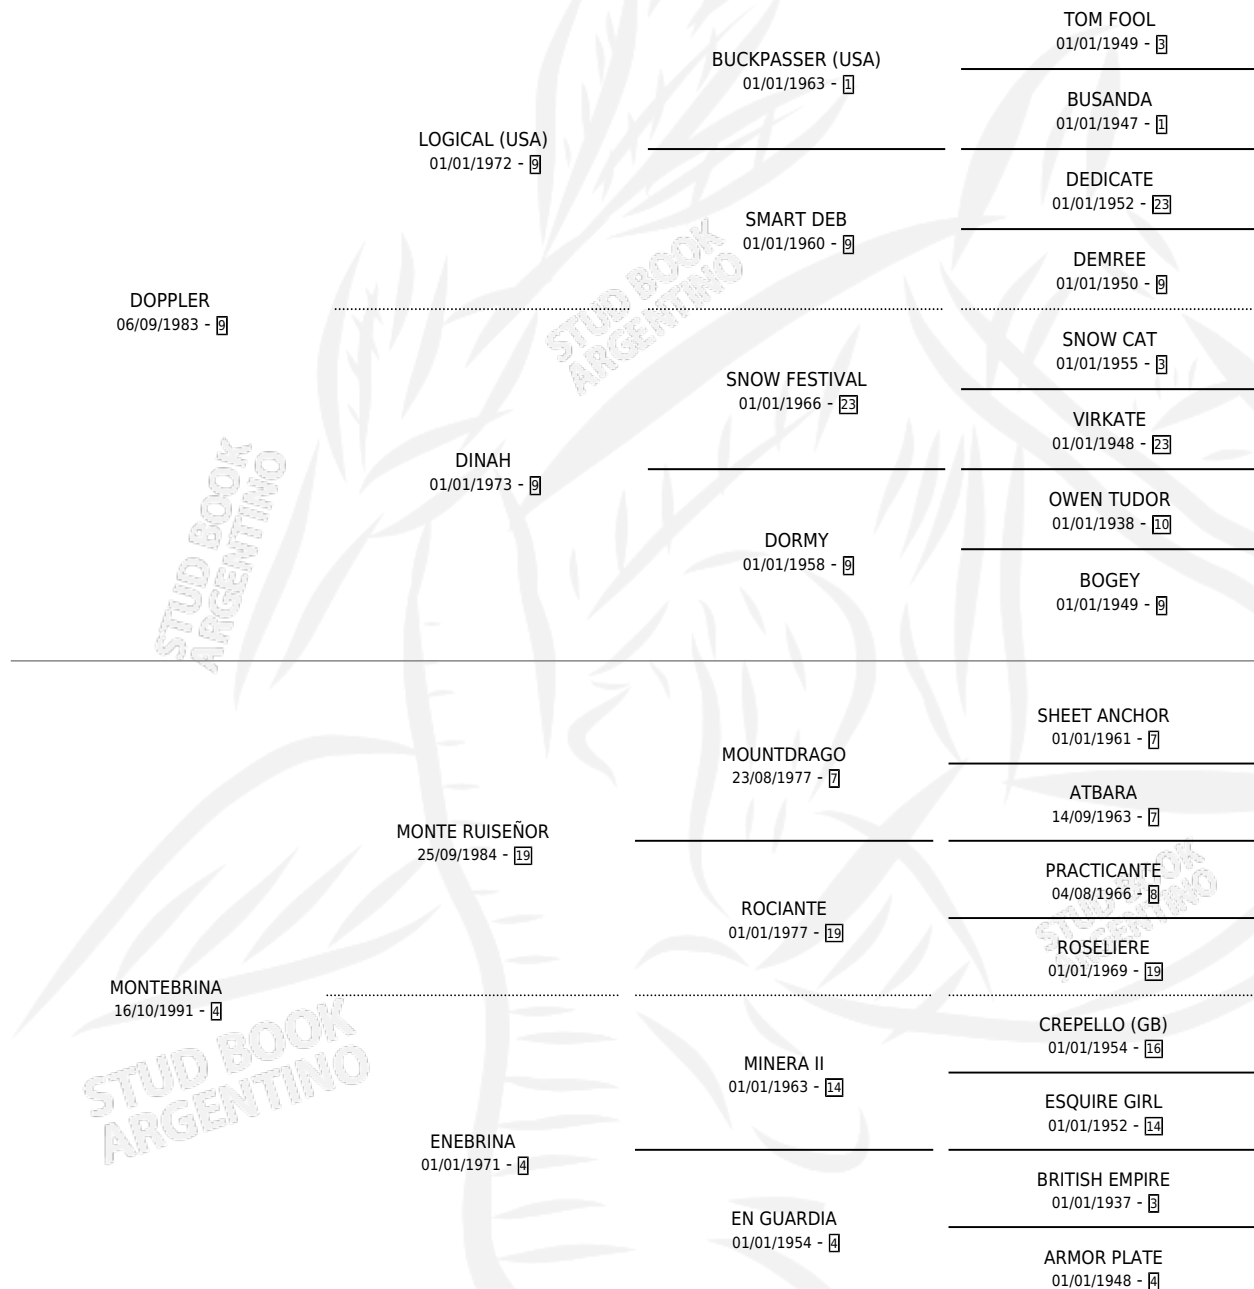 TOM FOOL
01/01/1949 - 3
BUCKPASSER (USA)
01/01/1963 - 1
BUSANDA
01/01/1947 - 1
LOGICAL (USA)
01/01/1972 - 9
DEDICATE
01/01/1952 - 23
SMART DEB
01/01/1960 - 9
DEMREE
01/01/1950 - 9
DOPPLER
06/09/1983 - 9
SNOW CAT
01/01/1955 - 3
SNOW FESTIVAL
01/01/1966 - 23
VIRKATE
01/01/1948 - 23
DINAH
01/01/1973 - 9
OWEN TUDOR
01/01/1938 - 10
DORMY
01/01/1958 - 9
BOGEY
01/01/1949 - 9
SHEET ANCHOR
01/01/1961 - 7
MOUNTDRAGO
23/08/1977 - 7
ATBARA
14/09/1963 - 7
MONTE RUISEÑOR
25/09/1984 - 19
PRACTICANTE
04/08/1966 - 8
ROCIANTE
01/01/1977 - 19
ROSELIERE
01/01/1969 - 19
MONTEBRINA
16/10/1991 - 4
CREPELLO (GB)
01/01/1954 - 16
MINERA II
01/01/1963 - 14
ESQUIRE GIRL
01/01/1952 - 14
ENEBRINA
01/01/1971 - 4
BRITISH EMPIRE
01/01/1937 - 3
EN GUARDIA
01/01/1954 - 4
ARMOR PLATE
01/01/1948 - 4
STUD BOOK
ARGENTINO
STUD BOOK
ARGENTINO
STUD BOOK
ARGENTINO
STUD BOOK
ARGENTINO